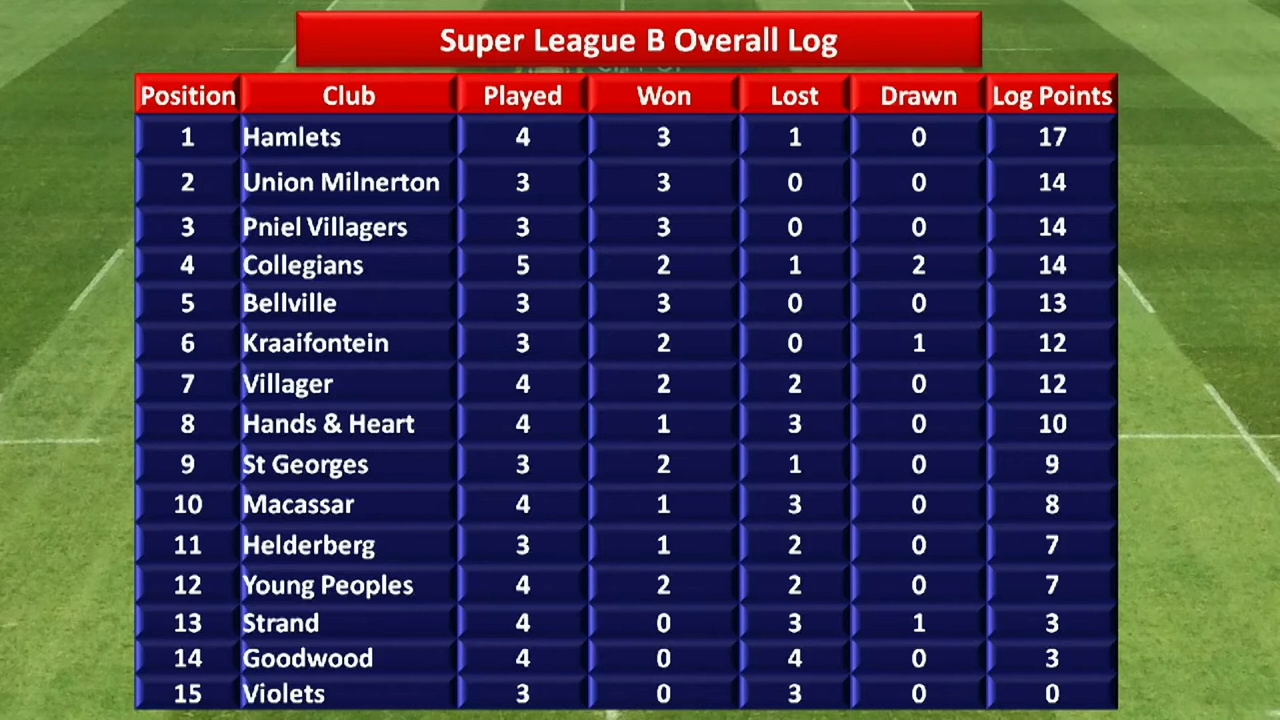 Super League B Overall Log
Position Club Played Won Lost Drawn Log Points
1 Hamlets 4 3 1 0 17
2 Union Milnerton 3 3 0 0 14
3 Pniel Villagers 3 3 0 0 14
4 Collegians 5 2 1 2 14
5 Bellville 3 3 0 0 13
6 Kraaifontein 3 2 0 1 12
7 Villager 4 2 2 0 12
8 Hands & Heart 4 1 3 0 10
9 St Georges 3 2 1 0 9
10 Macassar 4 1 3 0 8
11 Helderberg 3 1 2 0 7
12 Young Peoples 4 2 2 0 7
13 Strand 4 0 3 1 3
14 Goodwood 4 0 4 0 3
15 Violets 3 0 3 0 0